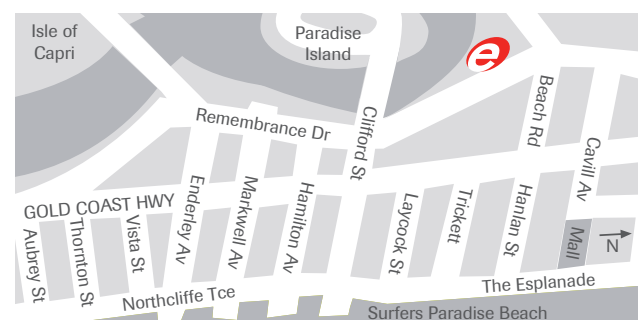 Isle of
Capri
Paradise
Island
e
Remembrance Dr
Clifford St
Beach Rd
Cavill Av
GOLD COAST HWY
Enderley Av
Markwell Av
Hamilton Av
Laycock St
Trickett
Hanlan St
Mall
N
Aubrey St
Thornton St
Vista St
Northcliffe Tce
The Esplanade
Surfers Paradise Beach